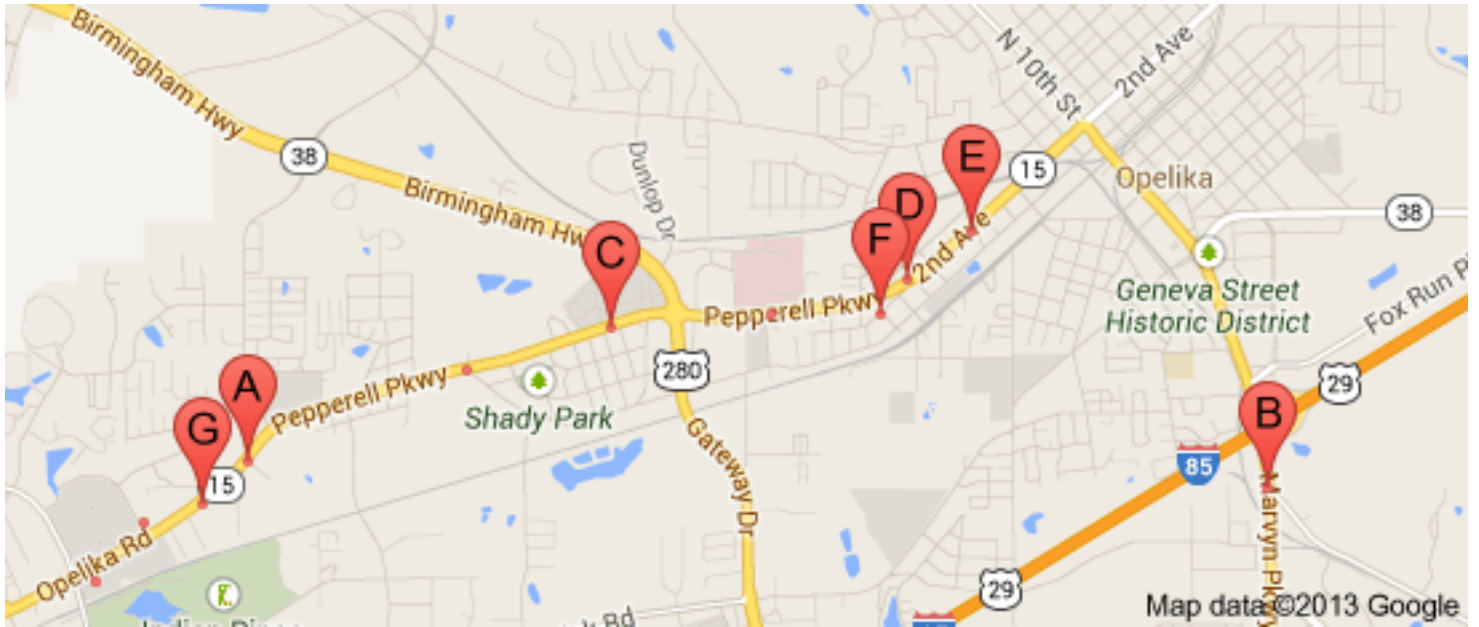 Birmingham Hwy
38
Birmingham Hwy
Dunlop Dr
N 10th St
2nd Ave
15
Opelika
38
E
D
F
2nd Ave
C
Pepperell Pkwy
Geneva Street
Historic District
Fox Run
280
29
A
Pepperell Pkwy
Shady Park
G
15
Gateway Dr
B
85
Marvyn Pkwy
Opelika Rd
29
Map data ©2013 Google